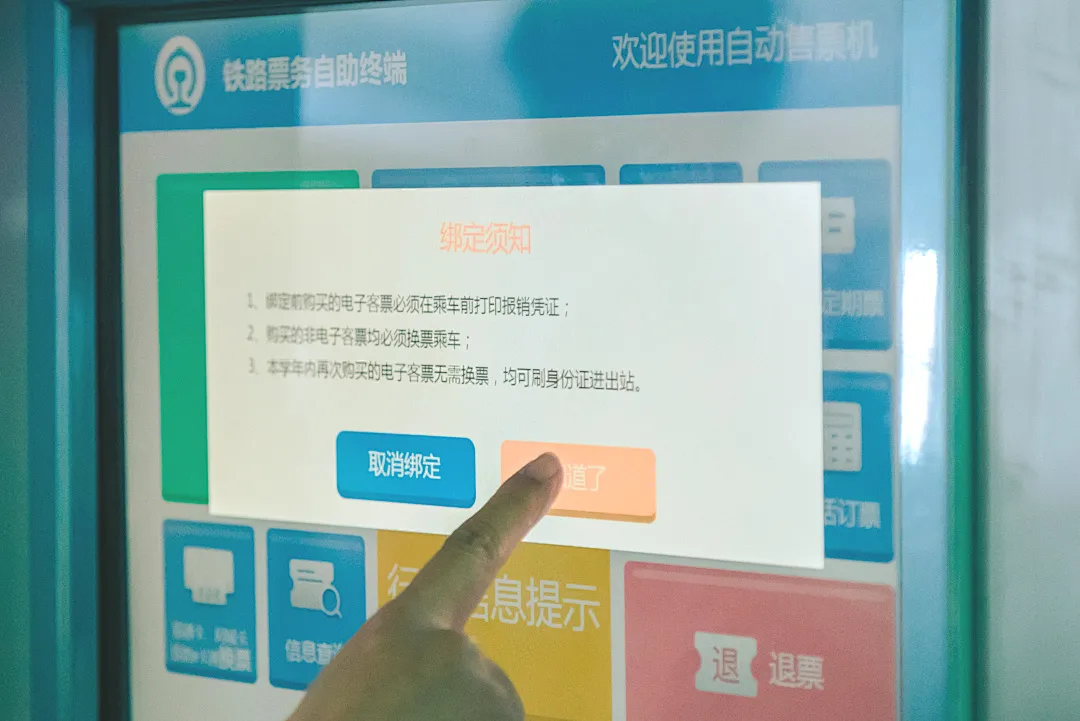 铁路票务自助终端
欢迎使用自动售票机
绑定须知
1、绑定前购买的电子客票必须在乘车前打印报销凭证；
2、购买的非电子客票均必须换票乘车；
3、本学年内再次购买的电子客票无需换票，均可刷身份证进出站。
取消绑定
道了
定期票
订票
换票
信息查
行
信息提示
退
退票